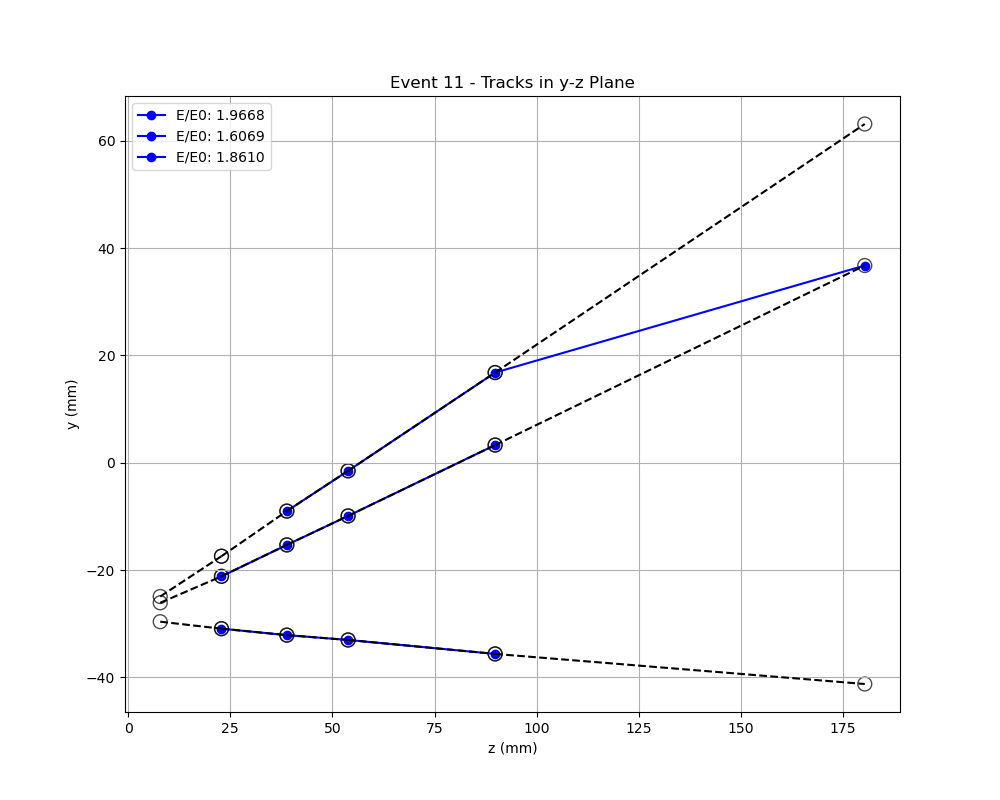 Event 11 - Tracks in y-z Plane
E/E0: 1.9668
E/E0: 1.6069
E/E0: 1.8610
60
40
20
0
−20
−40
y (mm)
0 25 50 75 100 125 150 175
z (mm)